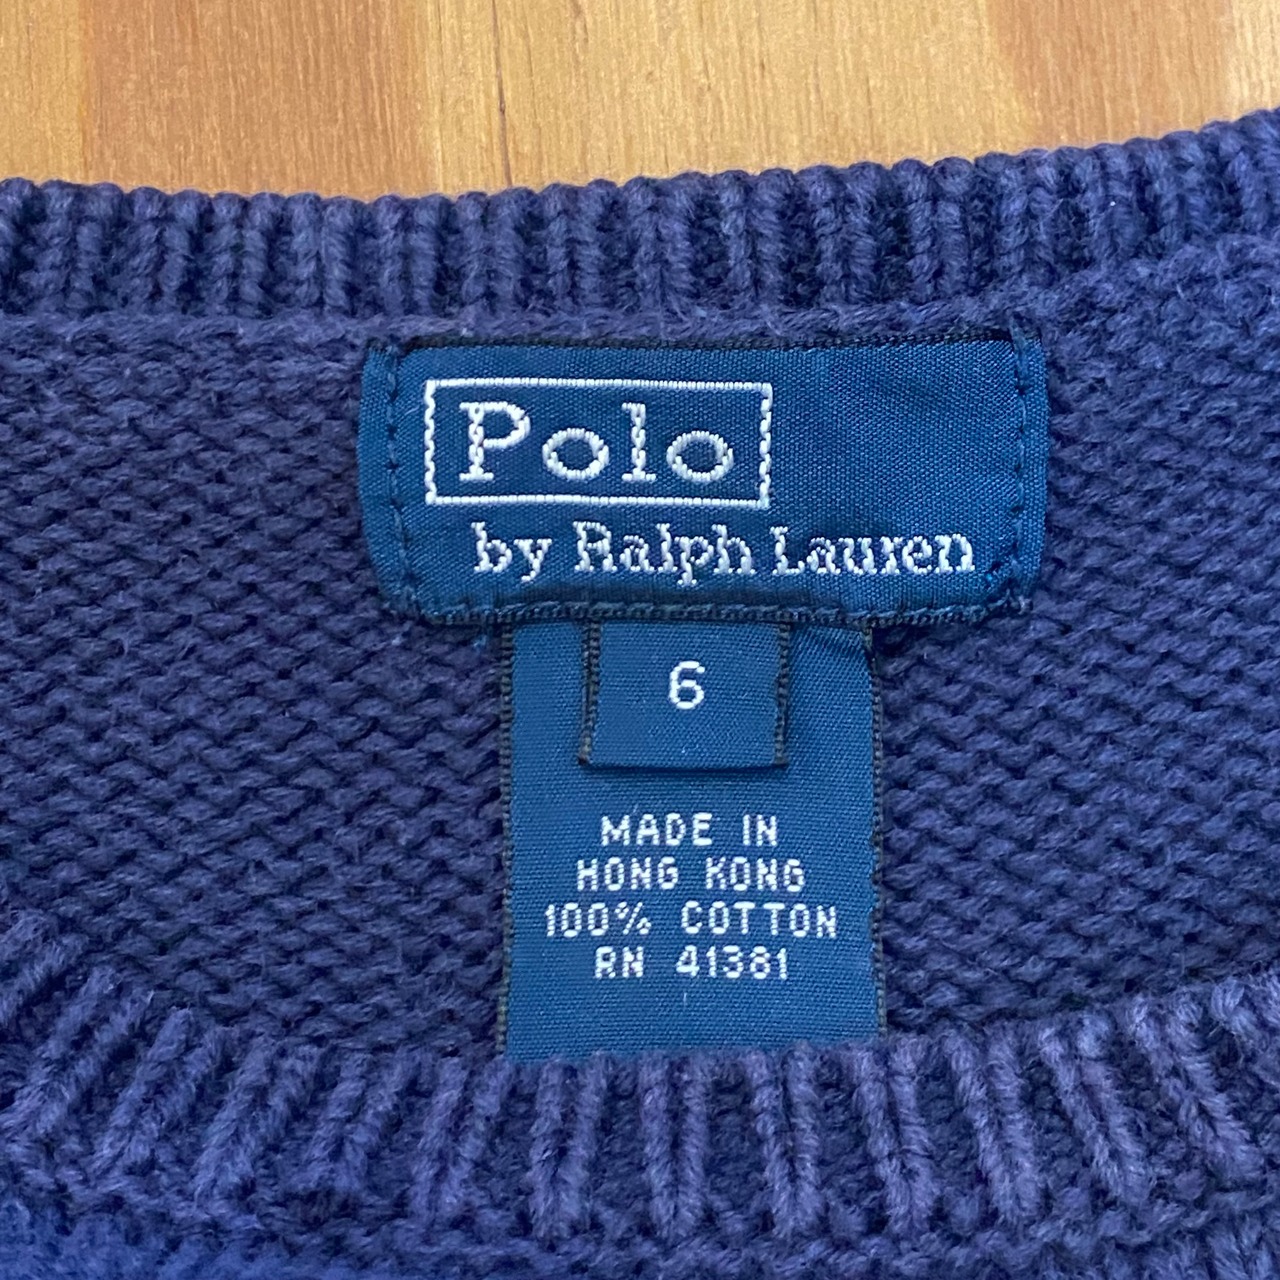 Polo
by Ralph Lauren
6
MADE IN
HONG KONG
100% COTTON
RN 41381